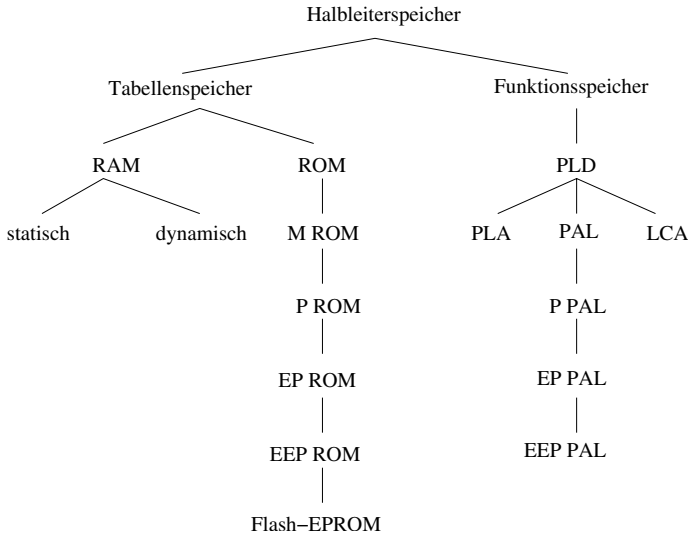 Halbleiterspeicher
Tabellenspeicher Funktionsspeicher
RAM ROM PLD
statisch dynamisch M ROM PLA PAL LCA
P ROM P PAL
EP ROM EP PAL
EEP ROM EEP PAL
Flash−EPROM